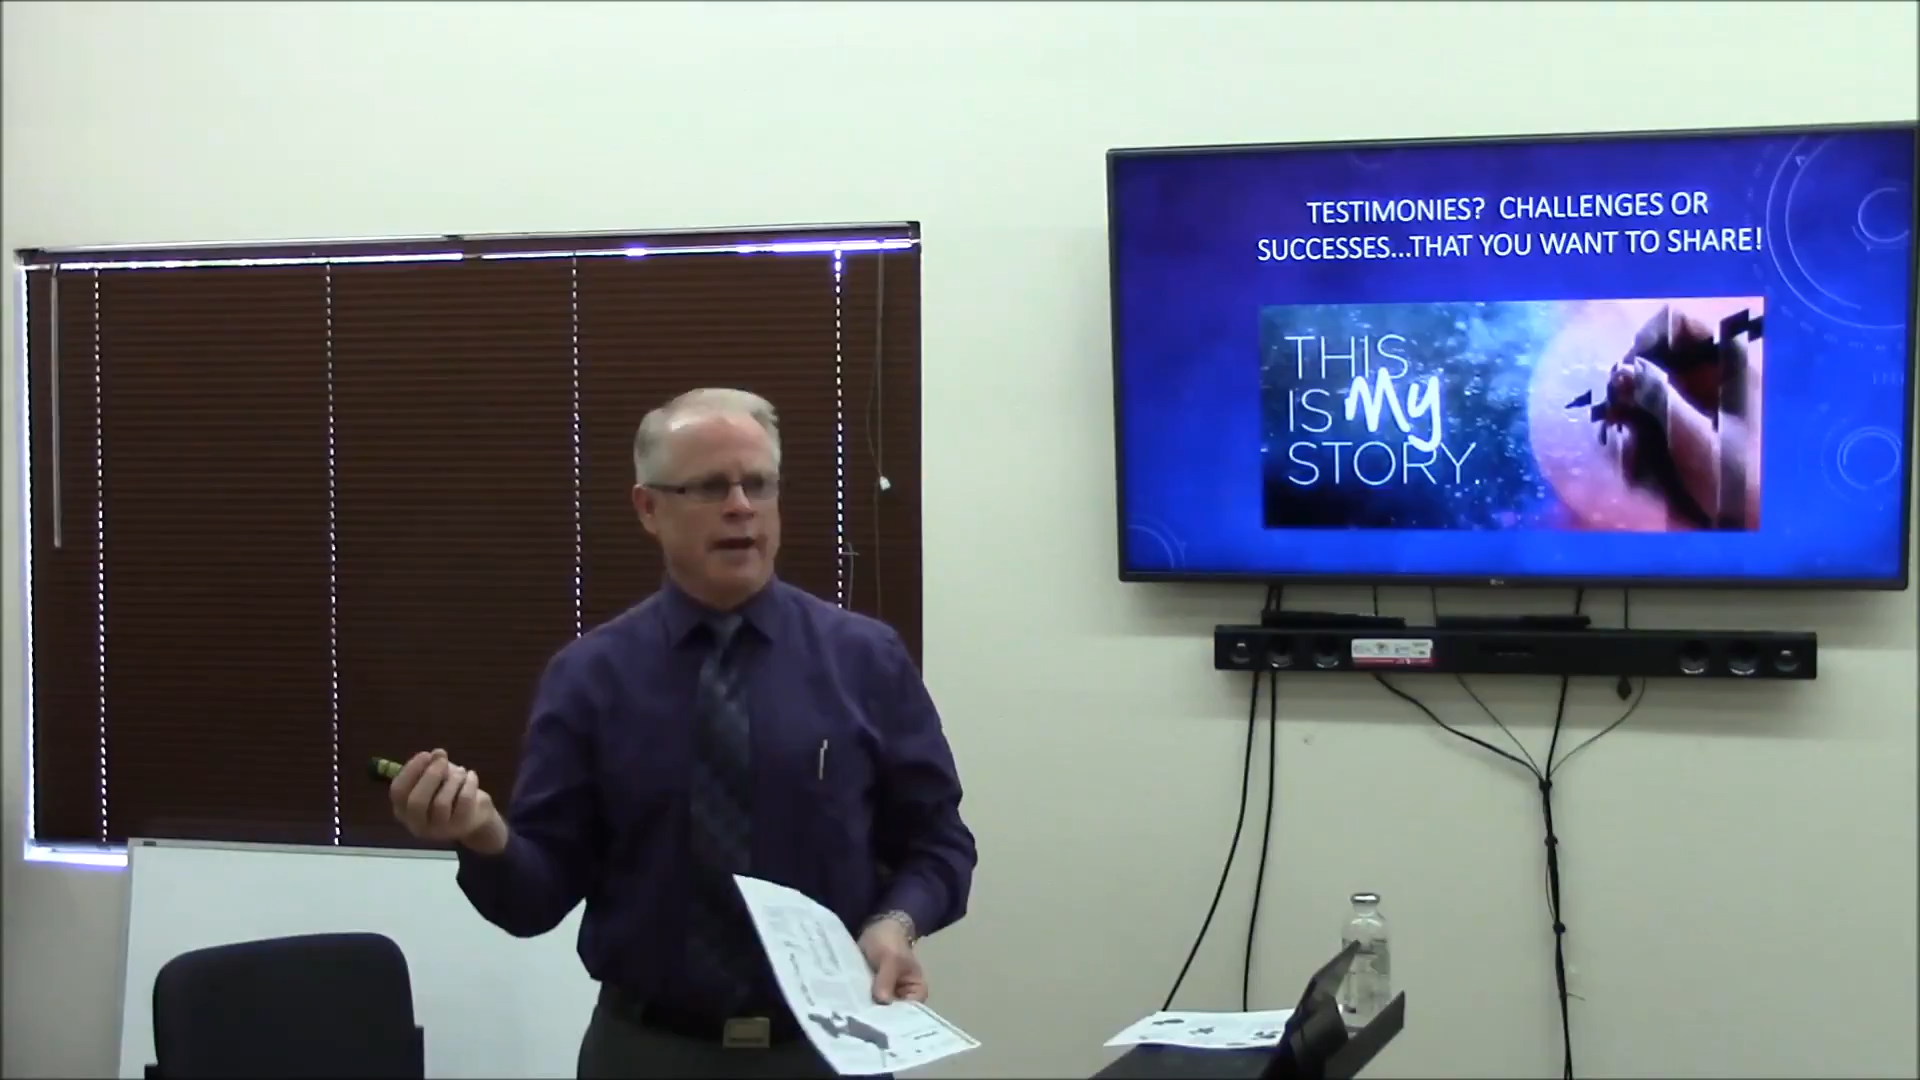 TESTIMONIES? CHALLENGES OR
SUCCESSES...THAT YOU WANT TO SHARE!
THIS
IS My
STORY.